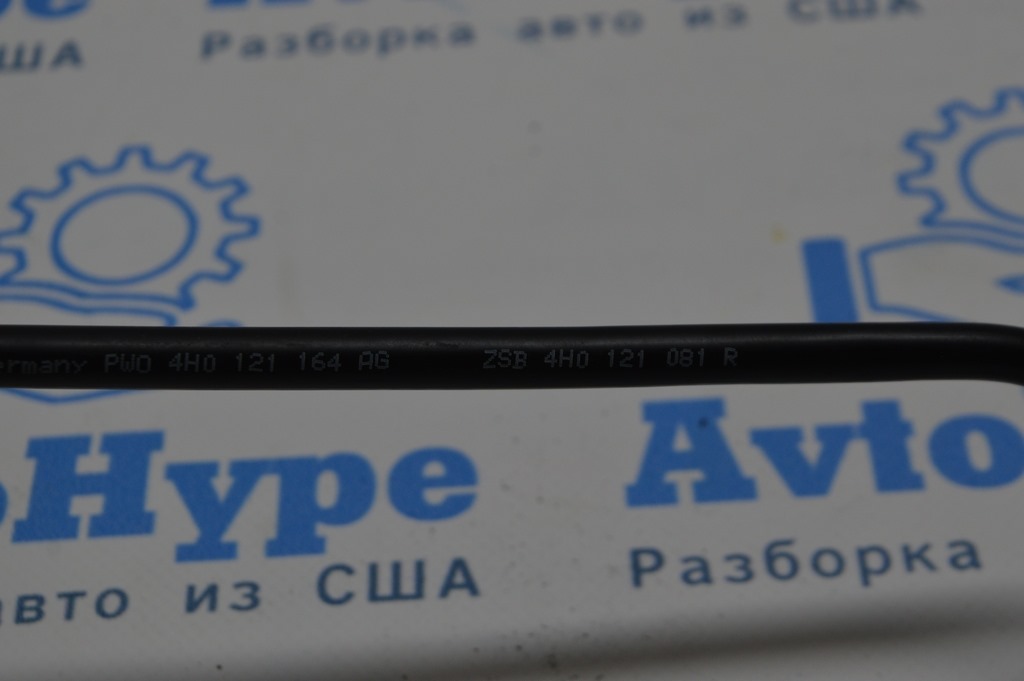 США
Разборка авто из США
ermany PWO 4H0 121 164 AG ZSB 4H0 121 081 R
Hype Avto
авто из США Разборка